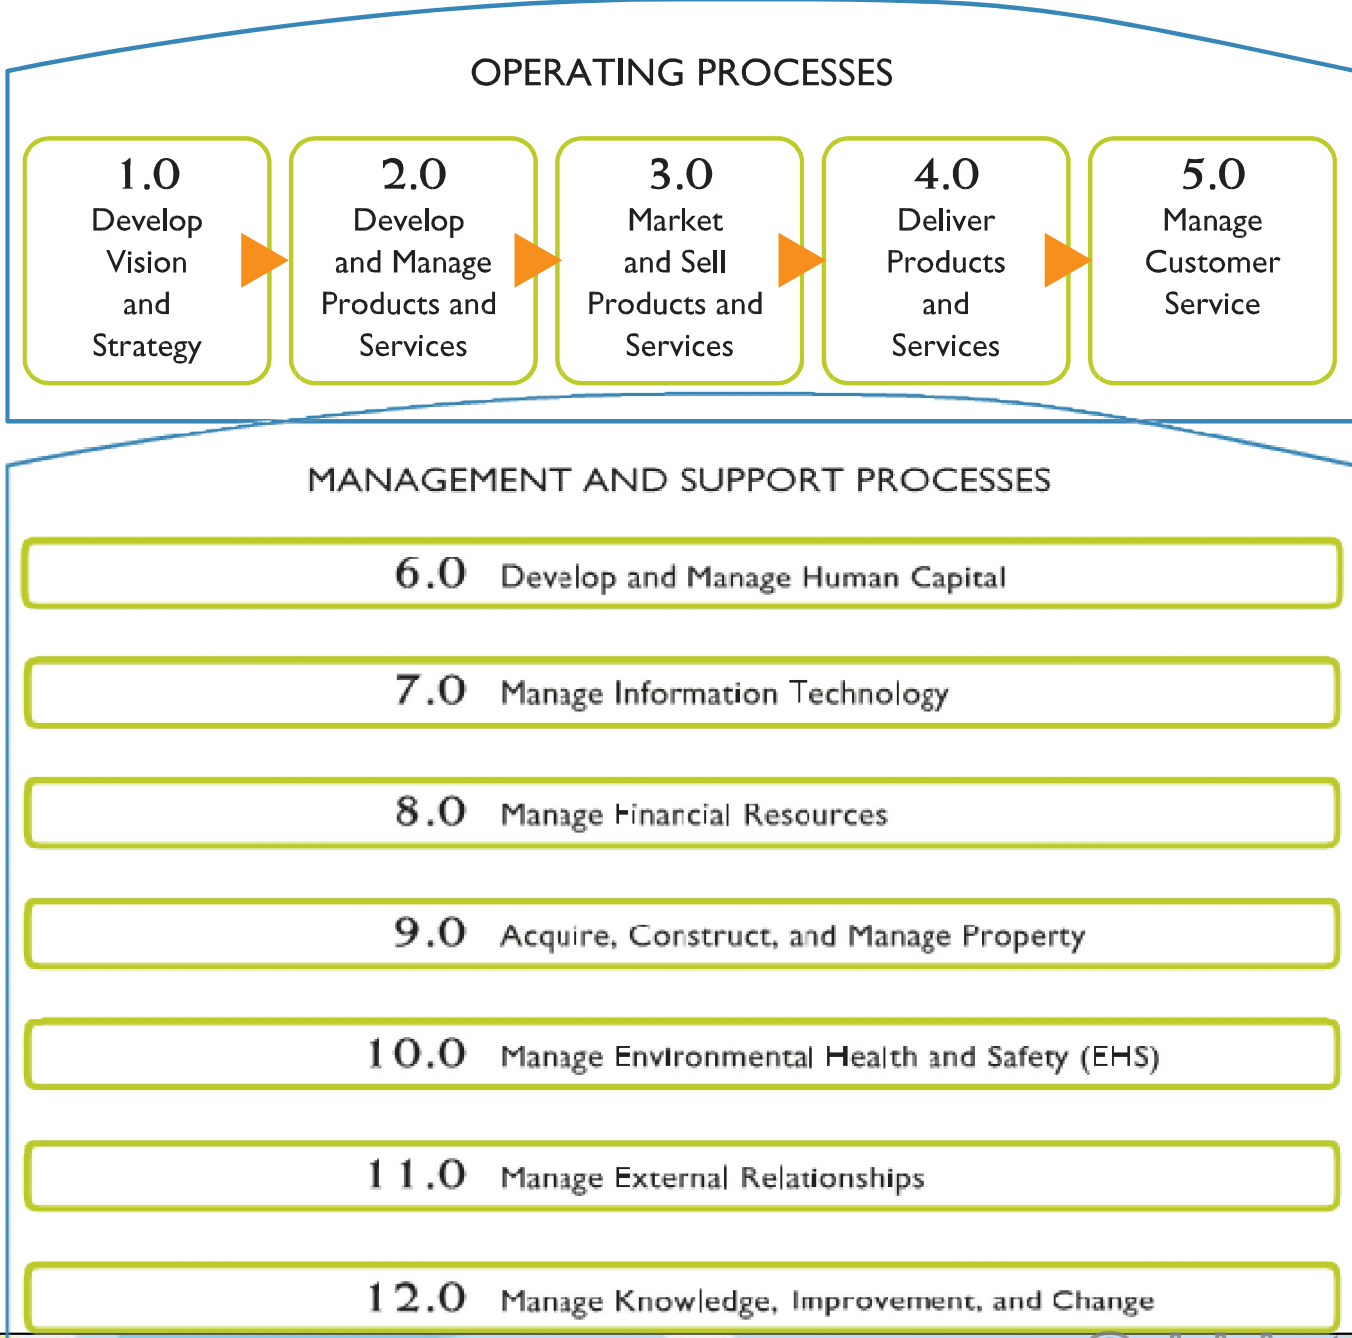 OPERATING PROCESSES
1.0
Develop
Vision
and
Strategy
2.0
Develop
and Manage
Products and
Services
3.0
Market
and Sell
Products and
Services
4.0
Deliver
Products
and
Services
5.0
Manage
Customer
Service
MANAGEMENT AND SUPPORT PROCESSES
6.0 Develop and Manage Human Capital
7.0 Manage Information Technology
8.0 Manage Financial Resources
9.0 Acquire, Construct, and Manage Property
10.0 Manage Environmental Health and Safety (EHS)
11.0 Manage External Relationships
12.0 Manage Knowledge, Improvement, and Change